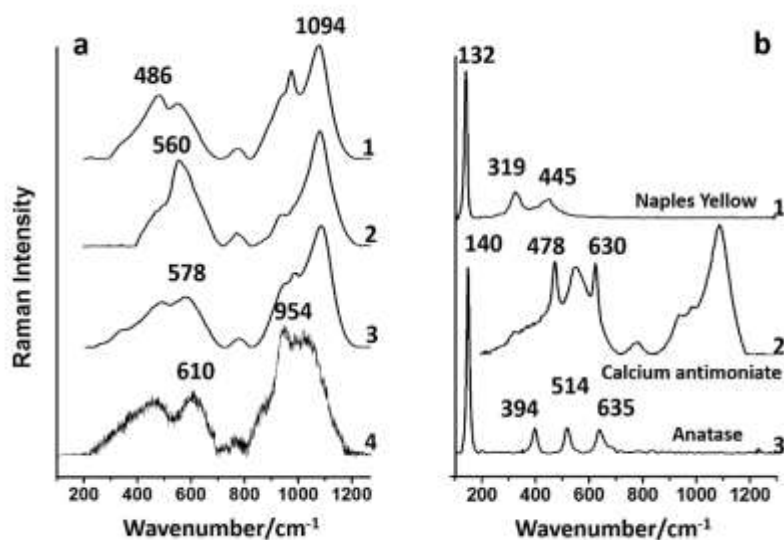 a
1094
486
1
560
2
578
3
954
610
4
200 400 600 800 1000 1200
Wavenumber/cm-1
Raman Intensity
b
132
319
445
Naples Yellow
1
140
478
630
2
Calcium antimoniate
394
514
635
Anatase
3
200 400 600 800 1000 1200
Wavenumber/cm-1